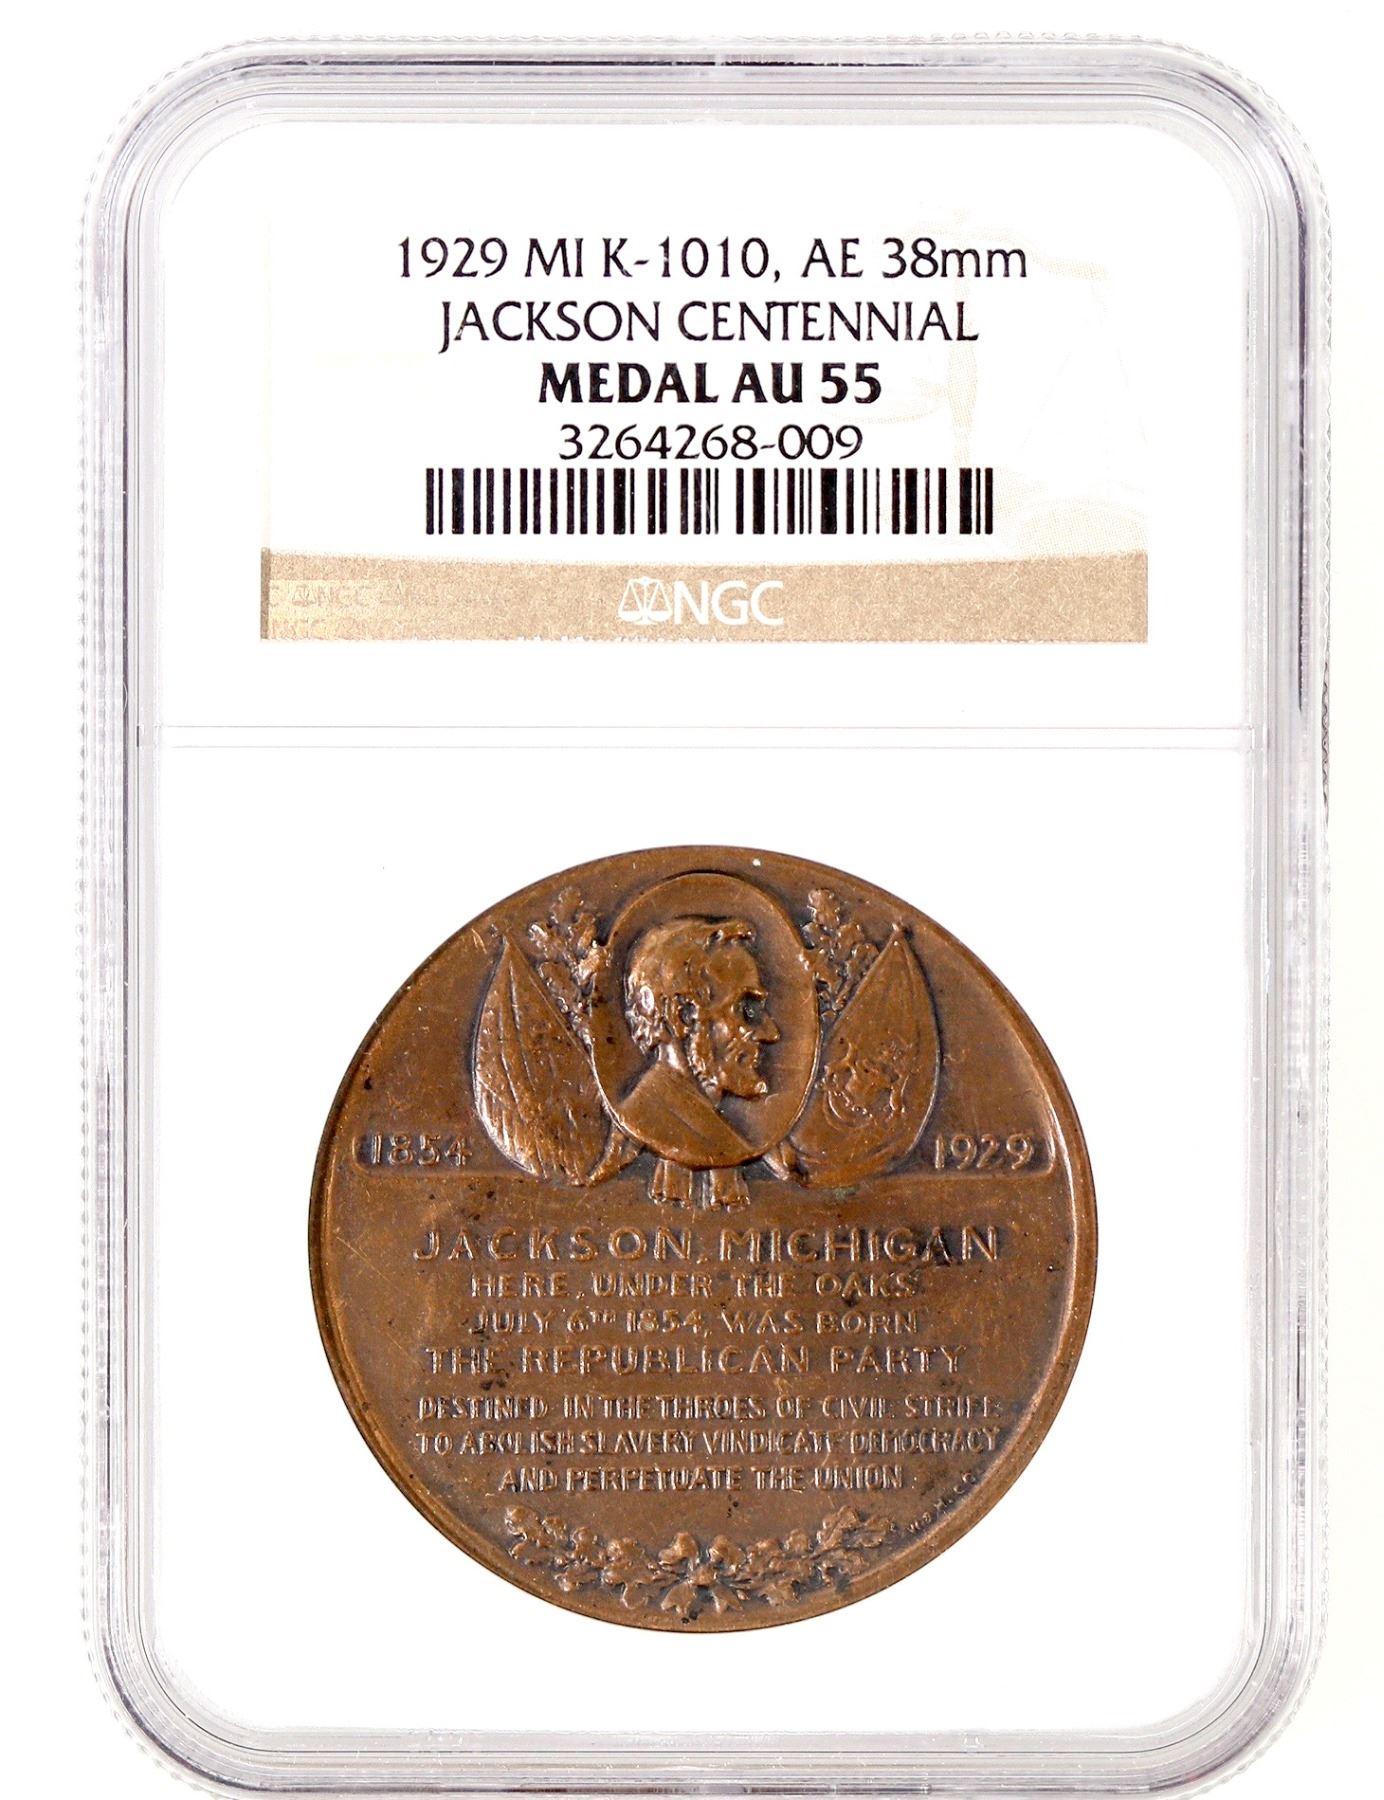 1929 MI K-1010, AE 38mm
JACKSON CENTENNIAL
MEDAL AU 55
3264268-009
NGC
1854 1929
JACKSON, MICHIGAN
HERE, UNDER THE OAKS
JULY 6TH 1854, WAS BORN
THE REPUBLICAN PARTY
DESTINED IN THE THROES OF CIVIL STRIFE
TO ABOLISH SLAVERY VINDICATE DEMOCRACY
AND PERPETUATE THE UNION